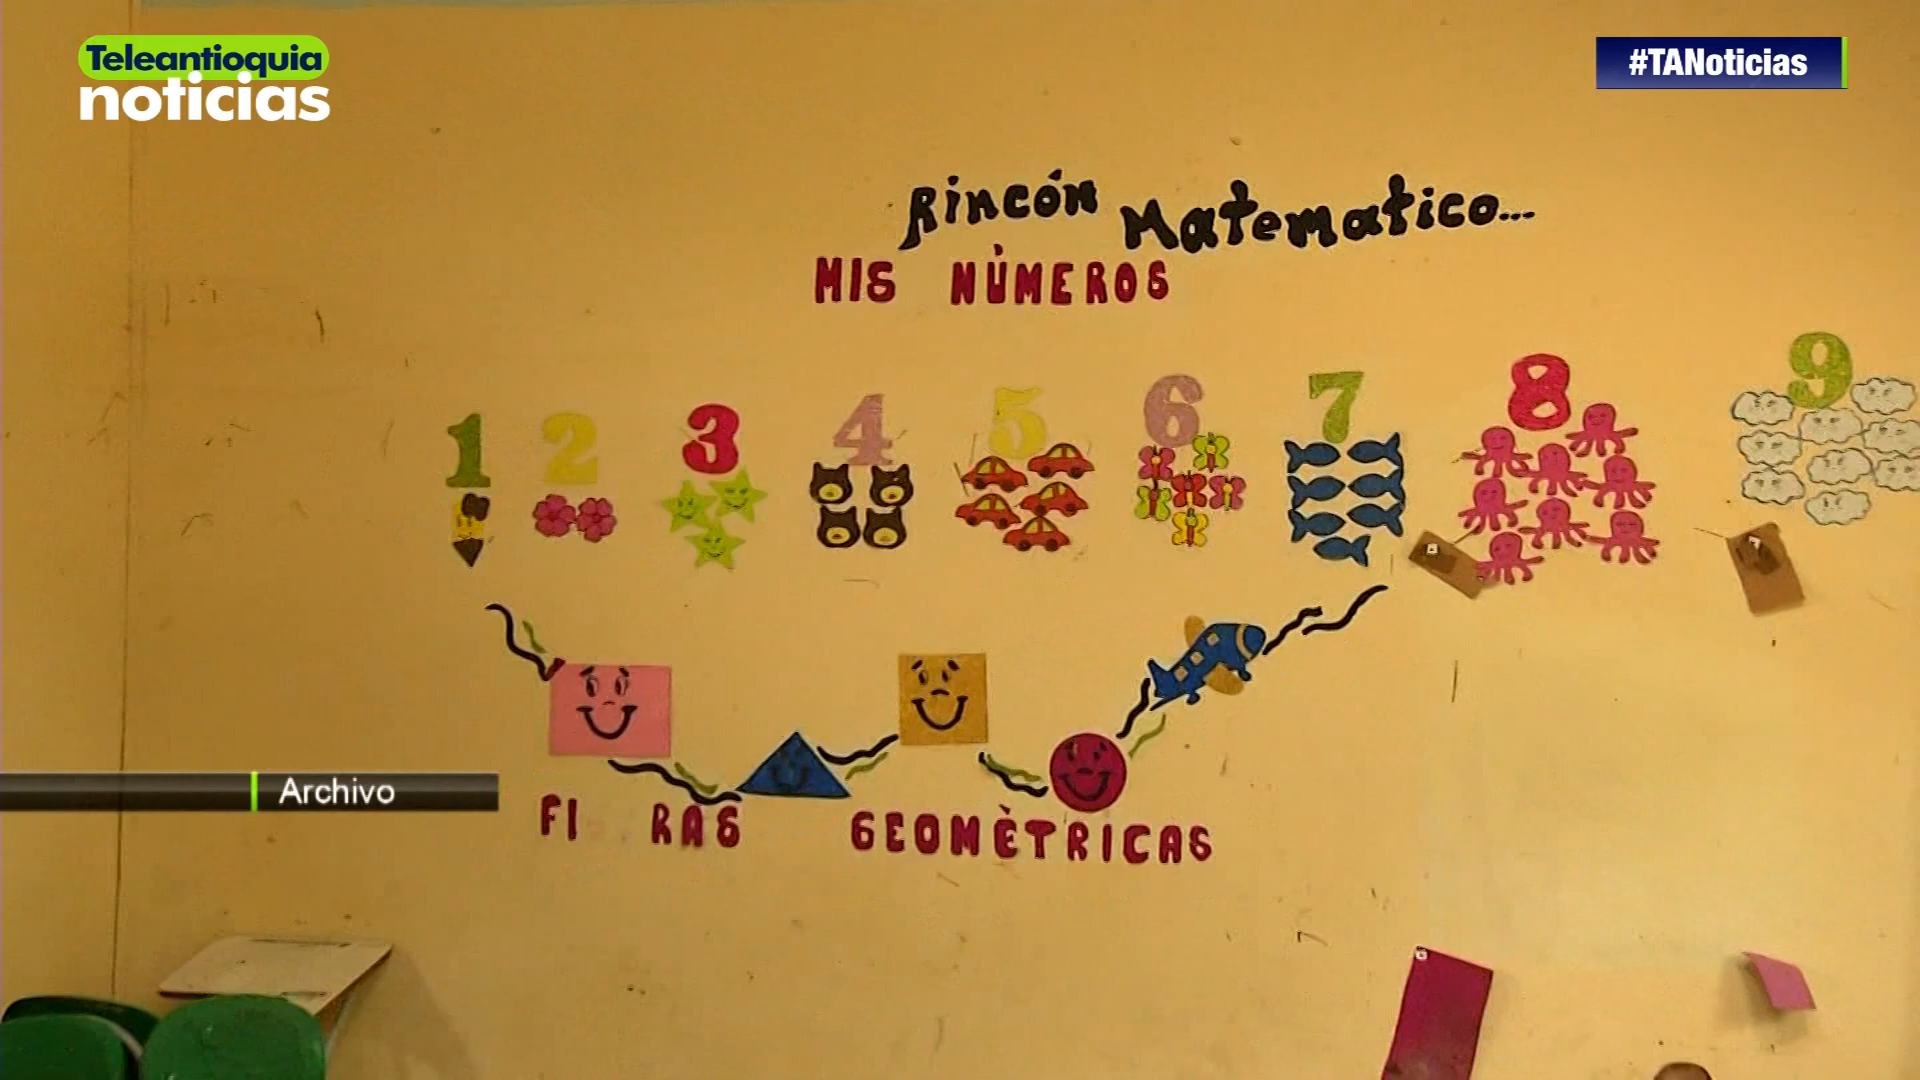 Teleantioquia
noticias
#TANoticias
Rincón Matematico...
MIS NÙMEROS
1 2 3 4 5 6 7 8 9
Archivo
FI RAS GEOMÈTRICAS